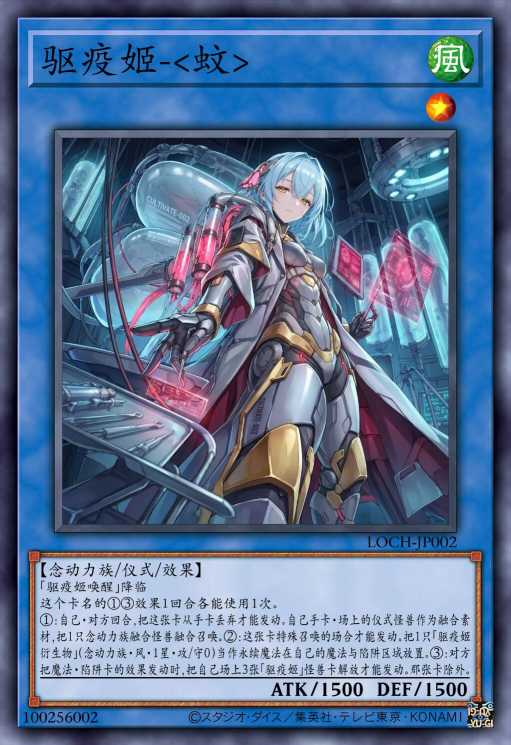 驱疫姬-<蚊>
風
CULTIVATE-002
LOCH-JP002
【念动力族/仪式/效果】
「驱疫姬唤醒」降临
这个卡名的①③效果1回合各能使用1次。
①：自己·对方回合，把这张卡从手卡丢弃才能发动。自己手卡·场上的仪式怪兽作为融合素
材，把1只念动力族融合怪兽融合召唤。②：这张卡特殊召唤的场合才能发动。把1只「驱疫姬
衍生物」(念动力族·风·1星·攻/守0)当作永续魔法在自己的魔法与陷阱区域放置。③：对方
把魔法·陷阱卡的效果发动时，把自己场上3张「驱疫姬」怪兽卡解放才能发动。那张卡除外。
ATK/1500 DEF/1500
100256002
©スタジオ·ダイス／集英社·テレビ東京·KONAMI